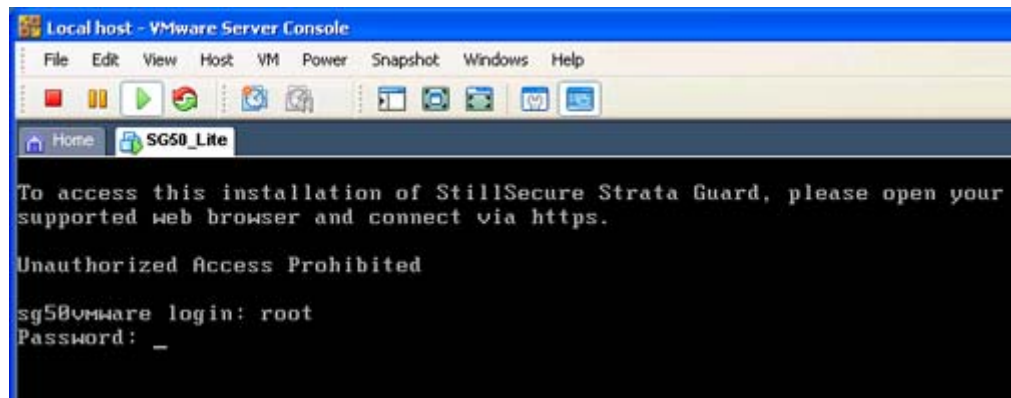 Local host - VMware Server Console
File Edit View Host VM Power Snapshot Windows Help
Home SG50_Lite
To access this installation of StillSecure Strata Guard, please open your
supported web browser and connect via https.
Unauthorized Access Prohibited
sg50vmware login: root
Password: _